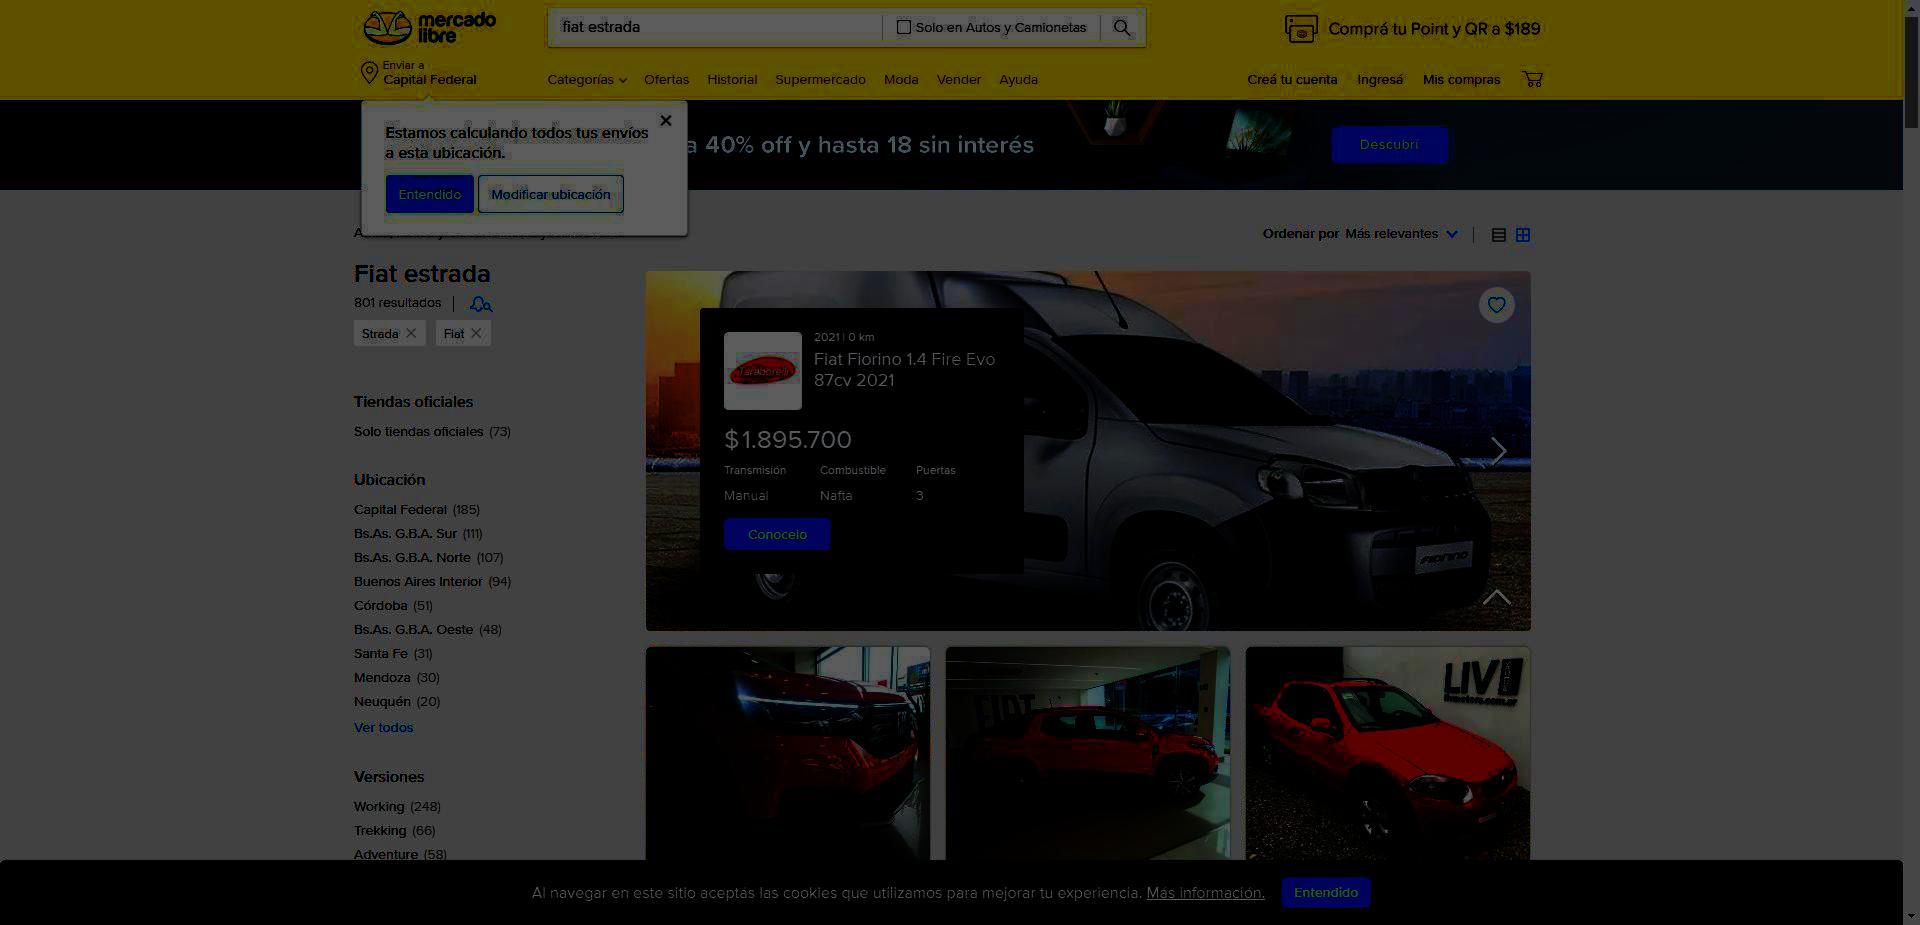 mercado
libre
fiat estrada
Solo en Autos y Camionetas
Comprá tu Point y QR a $189
Enviar a
Capital Federal
Categorías
Ofertas
Historial
Supermercado
Moda
Vender
Ayuda
Creá tu cuenta
Ingresá
Mis compras
Estamos calculando todos tus envíos
a esta ubicación.
Entendido
Modificar ubicación
a 40% off y hasta 18 sin interés
Descubrí
Ordenar por Más relevantes
Fiat estrada
801 resultados
Strada
Fiat
Tiendas oficiales
Solo tiendas oficiales (73)
Ubicación
Capital Federal (185)
Bs.As. G.B.A. Sur (111)
Bs.As. G.B.A. Norte (107)
Buenos Aires Interior (94)
Córdoba (51)
Bs.As. G.B.A. Oeste (48)
Santa Fe (31)
Mendoza (30)
Neuquén (20)
Ver todos
Versiones
Working (248)
Trekking (66)
Adventure (58)
Taraborelli
2021 | 0 km
Fiat Fiorino 1.4 Fire Evo
87cv 2021
$ 1.895.700
Transmisión
Combustible
Puertas
Manual
Nafta
3
Conocelo
FIORINO
FIAT
LIVE
Al navegar en este sitio aceptás las cookies que utilizamos para mejorar tu experiencia. Más información.
Entendido